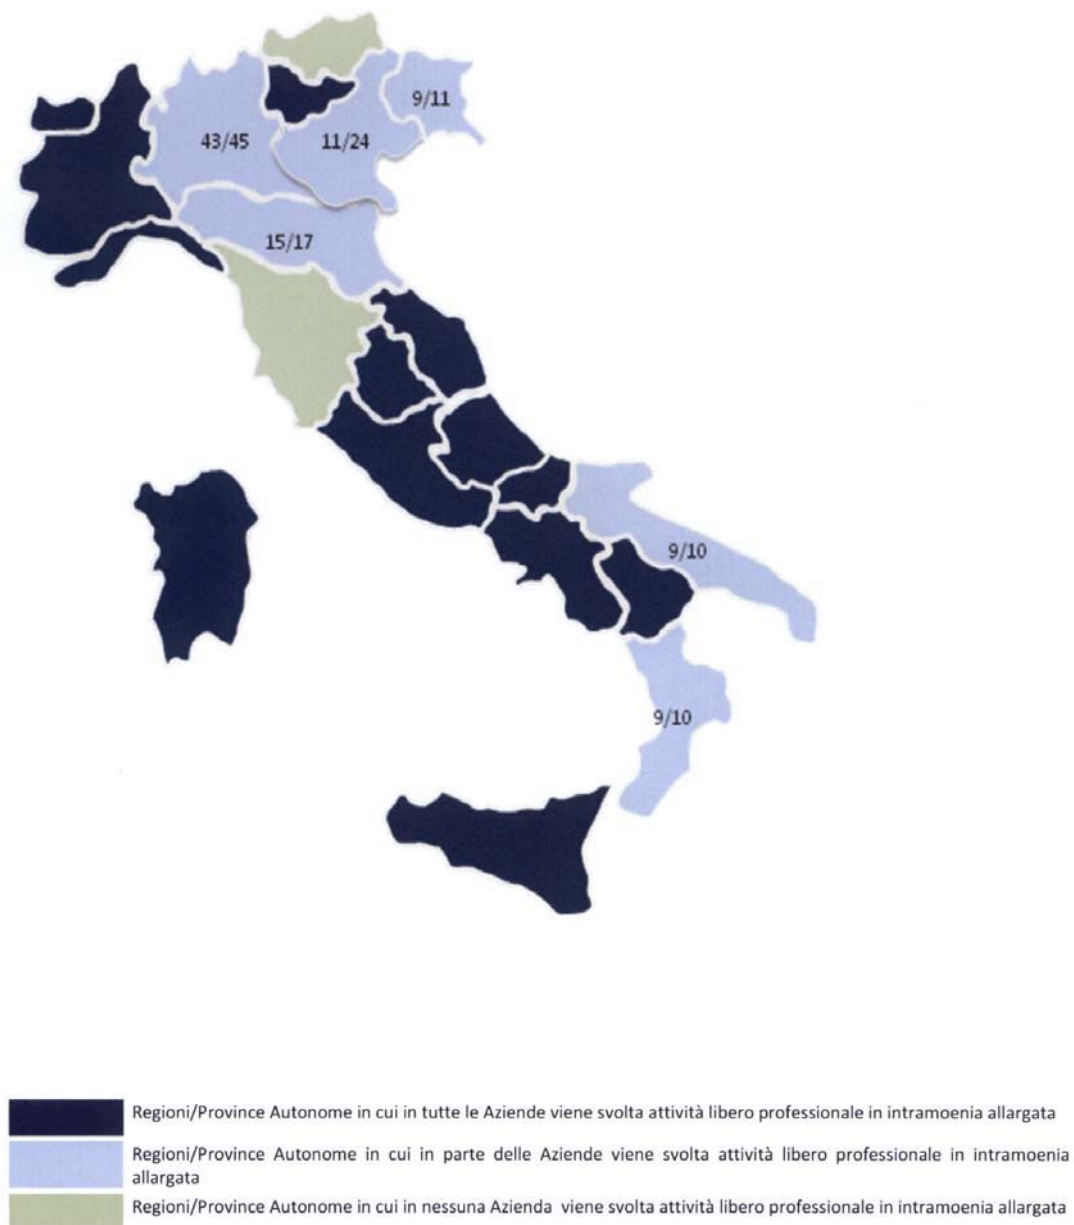 9/11
43/45
11/24
15/17
9/10
9/10
Regioni/Province Autonome in cui in tutte le Aziende viene svolta attività libero professionale in intramoenia allargata
Regioni/Province Autonome in cui in parte delle Aziende viene svolta attività libero professionale in intramoenia
allargata
Regioni/Province Autonome in cui in nessuna Azienda viene svolta attività libero professionale in intramoenia allargata